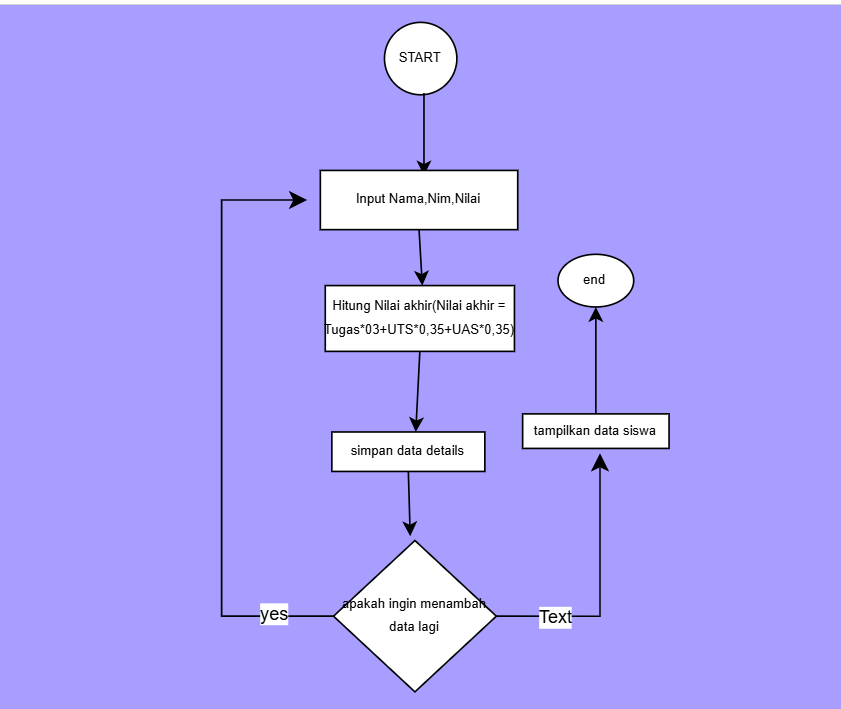 START
Input Nama,Nim,Nilai
Hitung Nilai akhir(Nilai akhir =
Tugas*03+UTS*0,35+UAS*0,35)
end
tampilkan data siswa
simpan data details
apakah ingin menambah
data lagi
yes
Text